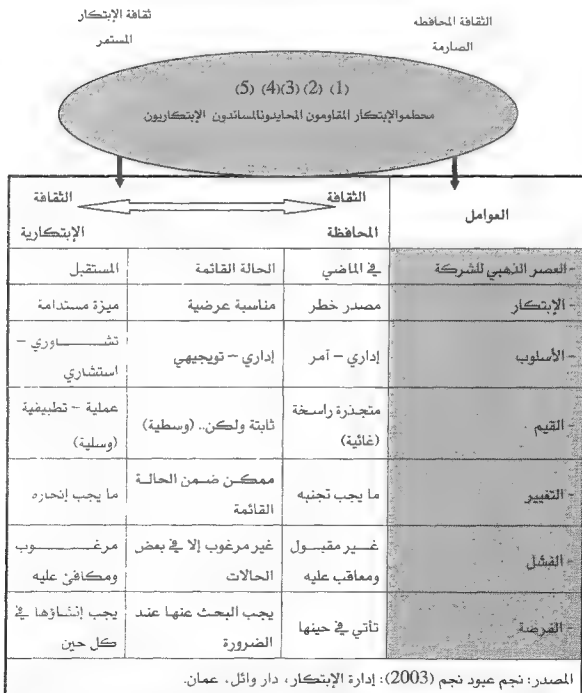 الثقافة المحافظه
الصارمة
ثقافة الإبتكار
المستمر
(1) (2) (3)(4) (5)
محطموالإبتكار المقاومون المحايدونالمساندون الإبتكاريون
العوامل
الثقافة
المحافظة
الثقافة
الإبتكارية
- العصر الذهبي للشركة
في الماضي
الحالة القائمة
المستقبل
- الإبتكار
مصدر خطر
مناسبة عرضية
ميزة مستدامة
- الأسلوب
إداري – آمر
إداري – توجيهي
تشاوري –
استشاري
- القيم
متجذرة راسخة
(غائية)
ثابتة ولكن.. (وسطية)
عملية – تطبيقية
(وسلية)
- التغيير
ما يجب تجنبه
ممكن ضمن الحالة
القائمة
ما يجب إنجازه
- الفشل
غير مقبول
ومعاقب عليه
غير مرغوب إلا في بعض
الحالات
مرغوب
ومكافئ عليه
- الفرصة
تأتي في حينها
يجب البحث عنها عند
الضرورة
يجب إنشاؤها في
كل حين
المصدر: نجم عبود نجم (2003): إدارة الإبتكار، دار وائل، عمان.